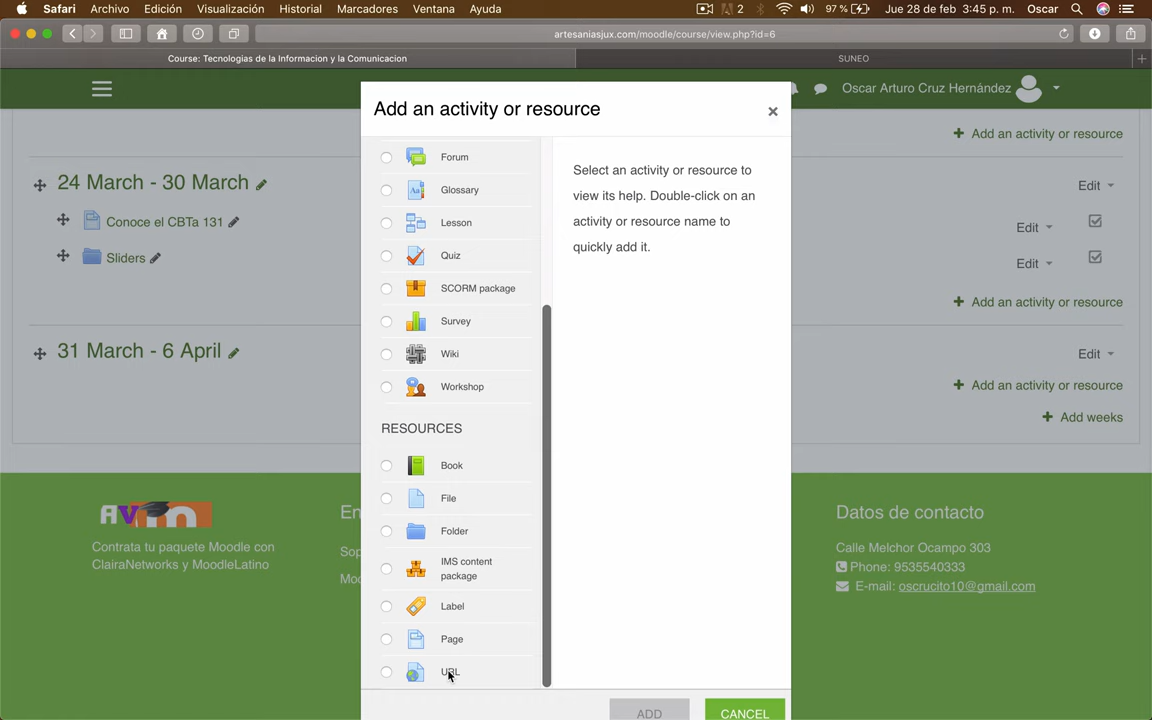 Safari Archivo Edición Visualización Historial Marcadores Ventana Ayuda 2 97 % Jue 28 de feb 3:45 p. m. Oscar
artesaniasjux.com/moodle/course/view.php?id=6
Course: Tecnologias de la Informacion y la Comunicacion SUNEO
Oscar Arturo Cruz Hernández
Add an activity or resource
×
Add an activity or resource
24 March - 30 March
Edit
Conoce el CBTa 131
Edit
Sliders
Edit
Add an activity or resource
31 March - 6 April
Edit
Add an activity or resource
Add weeks
Forum
Glossary
Lesson
Quiz
SCORM package
Survey
Wiki
Workshop
RESOURCES
Book
File
Folder
IMS content
package
Label
Page
URL
Select an activity or resource to
view its help. Double-click on an
activity or resource name to
quickly add it.
ADD
CANCEL
Contrata tu paquete Moodle con
ClairaNetworks y MoodleLatino
En
Sop
Moo
Datos de contacto
Calle Melchor Ocampo 303
Phone: 9535540333
E-mail: oscrucito10@gmail.com